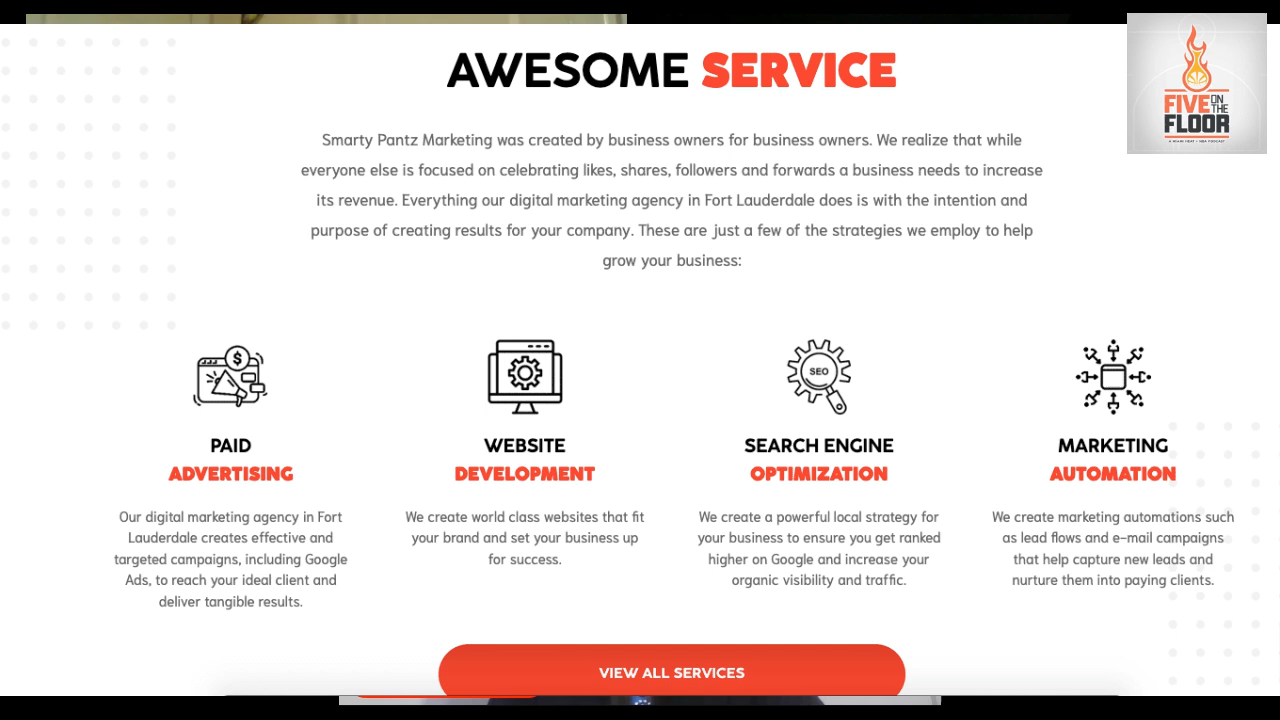 AWESOME SERVICE
Smarty Pantz Marketing was created by business owners for business owners. We realize that while
everyone else is focused on celebrating likes, shares, followers and forwards a business needs to increase
its revenue. Everything our digital marketing agency in Fort Lauderdale does is with the intention and
purpose of creating results for your company. These are just a few of the strategies we employ to help
grow your business:
FIVE ON THE
FLOOR
A MIAMI HEAT + NBA PODCAST
$
SEO
PAID
ADVERTISING
Our digital marketing agency in Fort
Lauderdale creates effective and
targeted campaigns, including Google
Ads, to reach your ideal client and
deliver tangible results.
WEBSITE
DEVELOPMENT
We create world class websites that fit
your brand and set your business up
for success.
SEARCH ENGINE
OPTIMIZATION
We create a powerful local strategy for
your business to ensure you get ranked
higher on Google and increase your
organic visibility and traffic.
MARKETING
AUTOMATION
We create marketing automations such
as lead flows and e-mail campaigns
that help capture new leads and
nurture them into paying clients.
VIEW ALL SERVICES